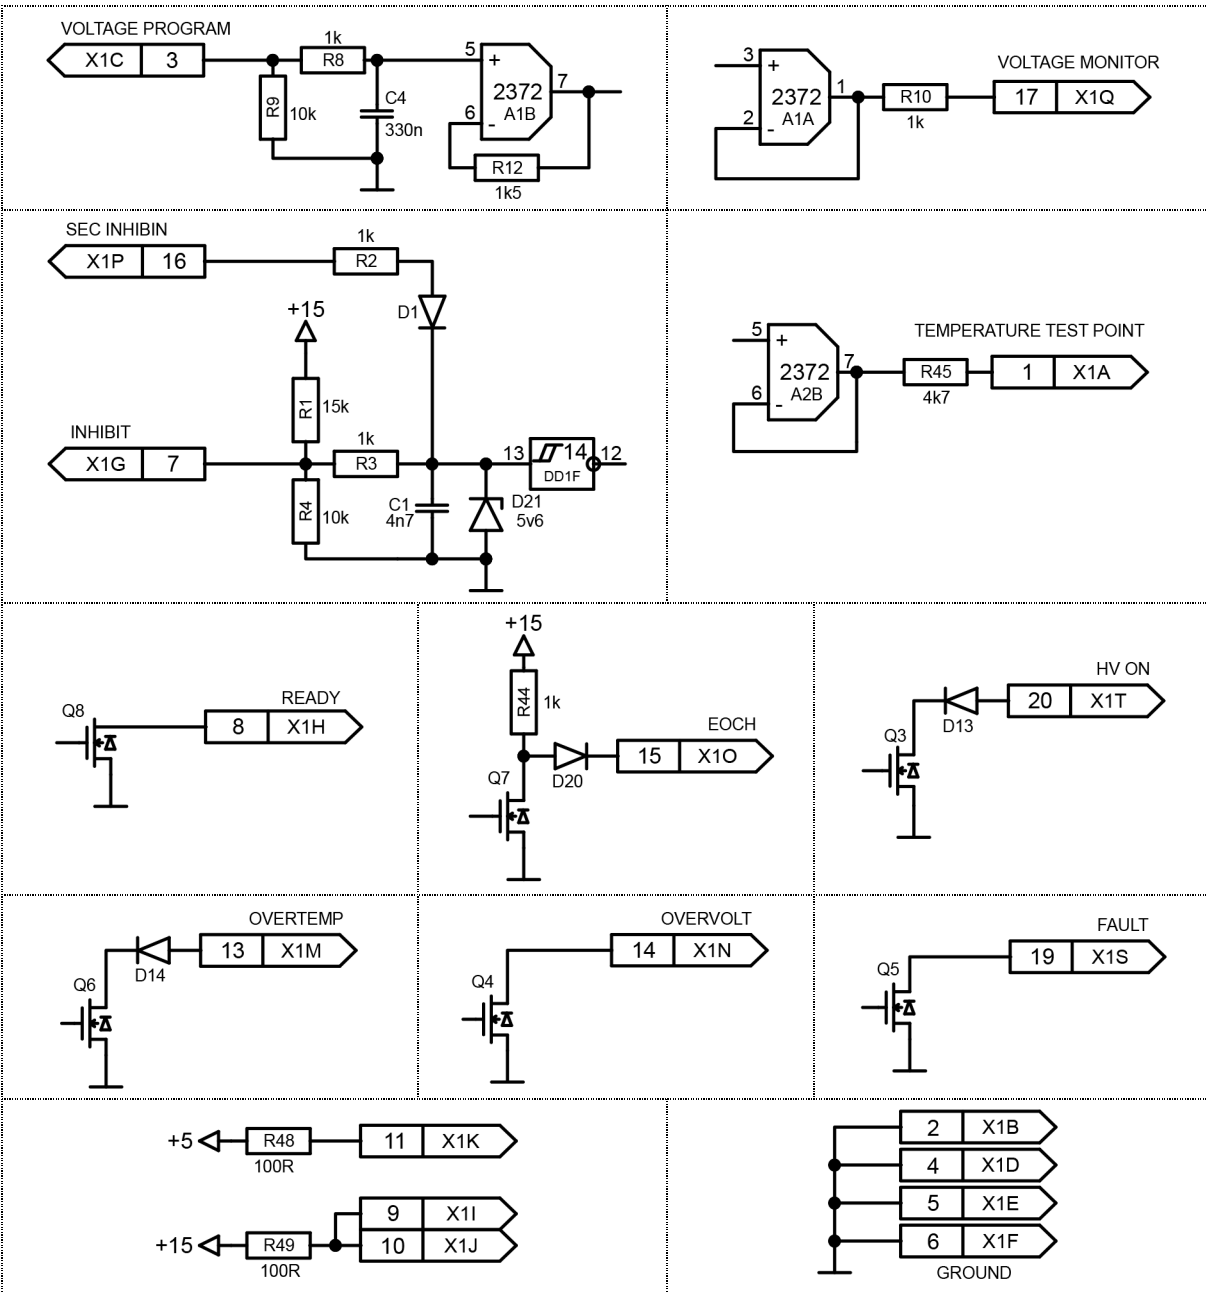 VOLTAGE PROGRAM
X1C 3
1k
R8
R9
10k
C4
330n
5
+
2372
A1B
7
6
-
R12
1k5
VOLTAGE MONITOR
3
+
2372
A1A
1
2
-
R10
1k
17 X1Q
SEC INHIBIN
X1P 16
1k
R2
D1
+15
R1
15k
INHIBIT
X1G 7
1k
R3
R4
10k
C1
4n7
D21
5v6
13
14
DD1F
12
TEMPERATURE TEST POINT
5
+
2372
A2B
7
6
-
R45
4k7
1 X1A
READY
Q8
8 X1H
+15
R44
1k
EOCH
D20
15 X1O
Q7
HV ON
20 X1T
D13
Q3
OVERTEMP
13 X1M
D14
Q6
OVERVOLT
14 X1N
Q4
FAULT
19 X1S
Q5
+5
R48
100R
11 X1K
9 X1I
+15
R49
100R
10 X1J
2 X1B
4 X1D
5 X1E
6 X1F
GROUND